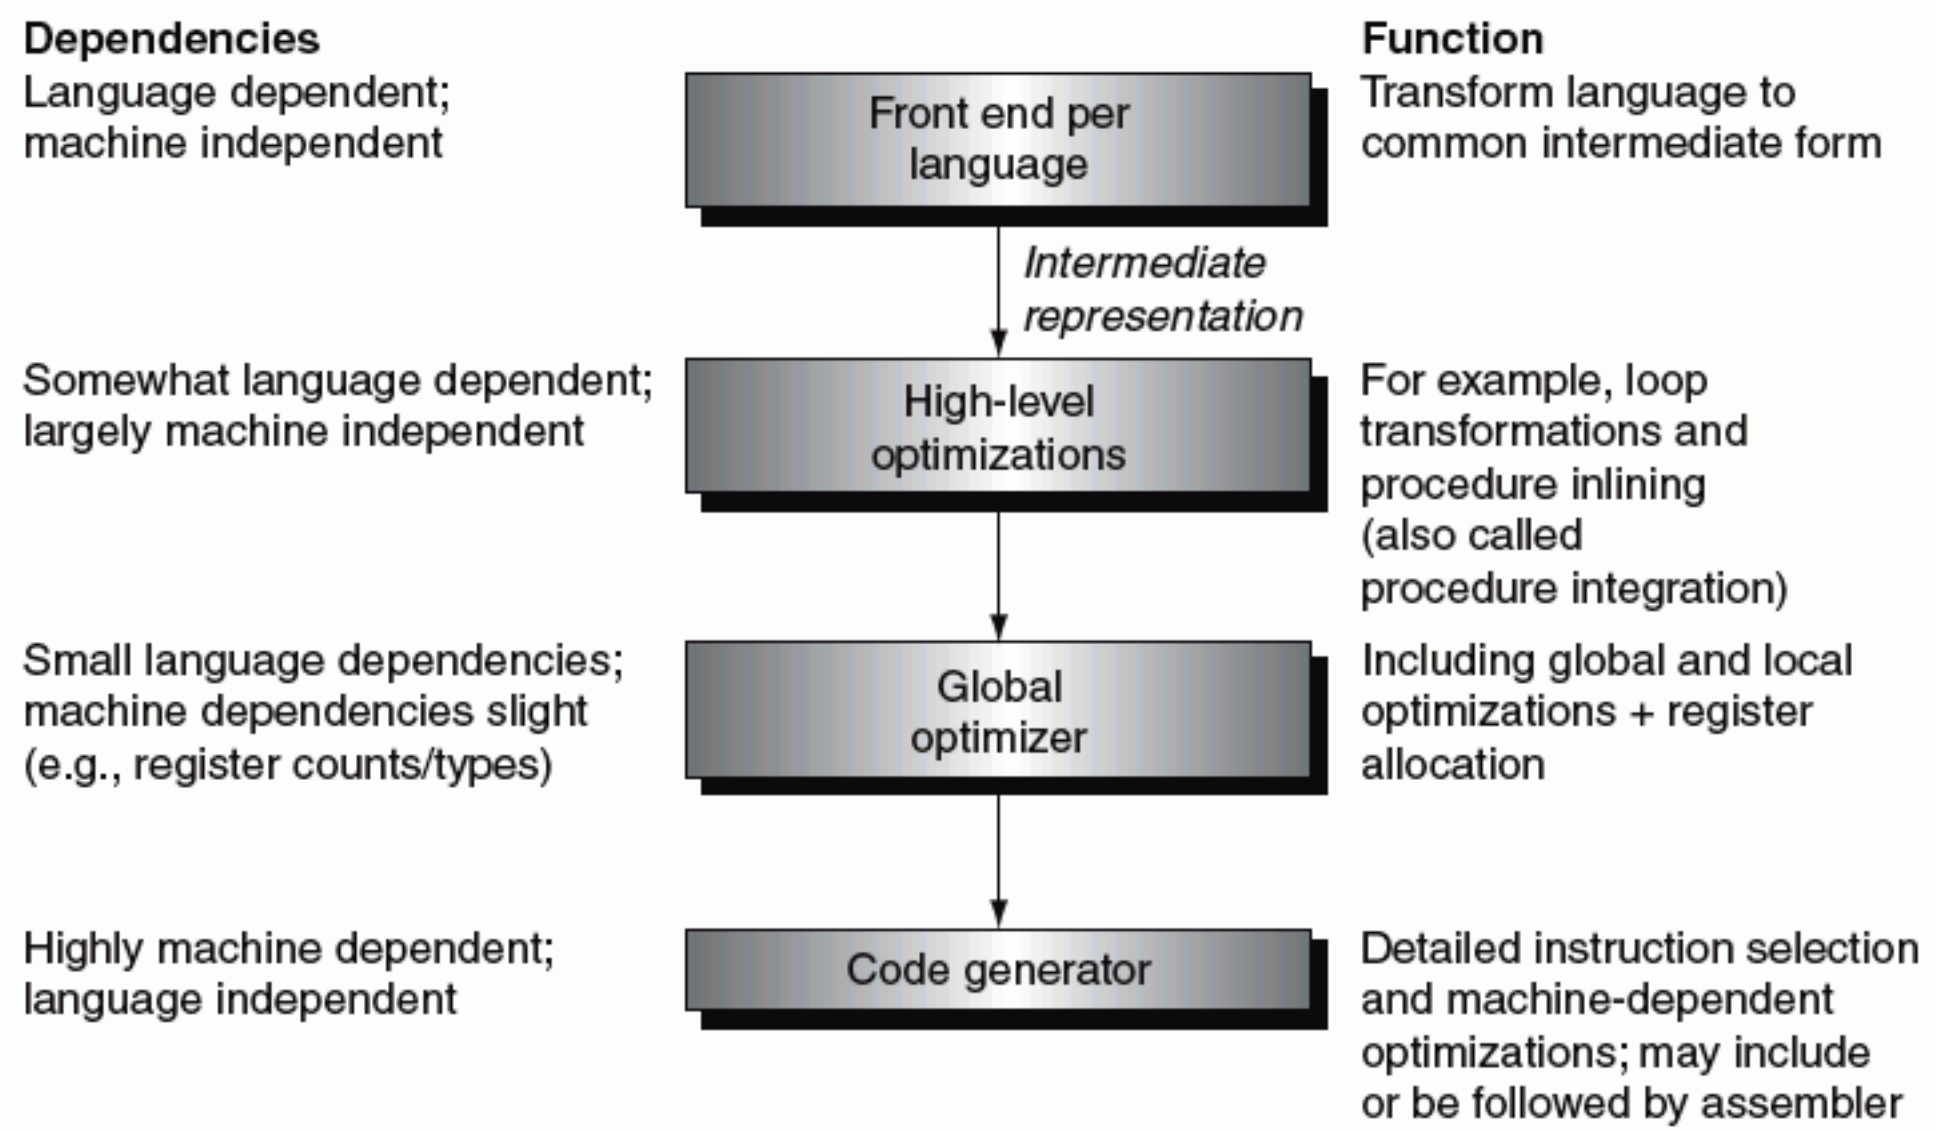 Dependencies
Language dependent;
machine independent
Front end per
language
Function
Transform language to
common intermediate form
Intermediate
representation
Somewhat language dependent;
largely machine independent
High-level
optimizations
For example, loop
transformations and
procedure inlining
(also called
procedure integration)
Small language dependencies;
machine dependencies slight
(e.g., register counts/types)
Global
optimizer
Including global and local
optimizations + register
allocation
Highly machine dependent;
language independent
Code generator
Detailed instruction selection
and machine-dependent
optimizations; may include
or be followed by assembler